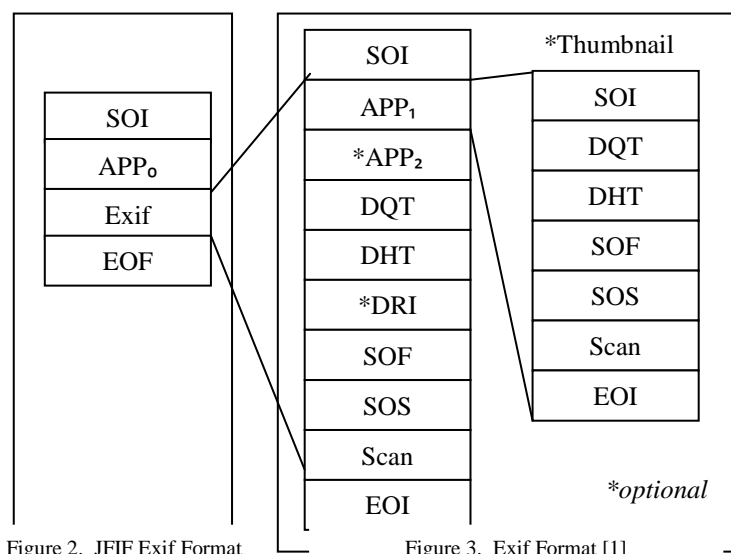 SOI
APP₀
Exif
EOF
Figure 2. JFIF Exif Format
SOI
APP₁
*APP₂
DQT
DHT
*DRI
SOF
SOS
Scan
EOI
*Thumbnail
SOI
DQT
DHT
SOF
SOS
Scan
EOI
*optional
Figure 3. Exif Format [1]